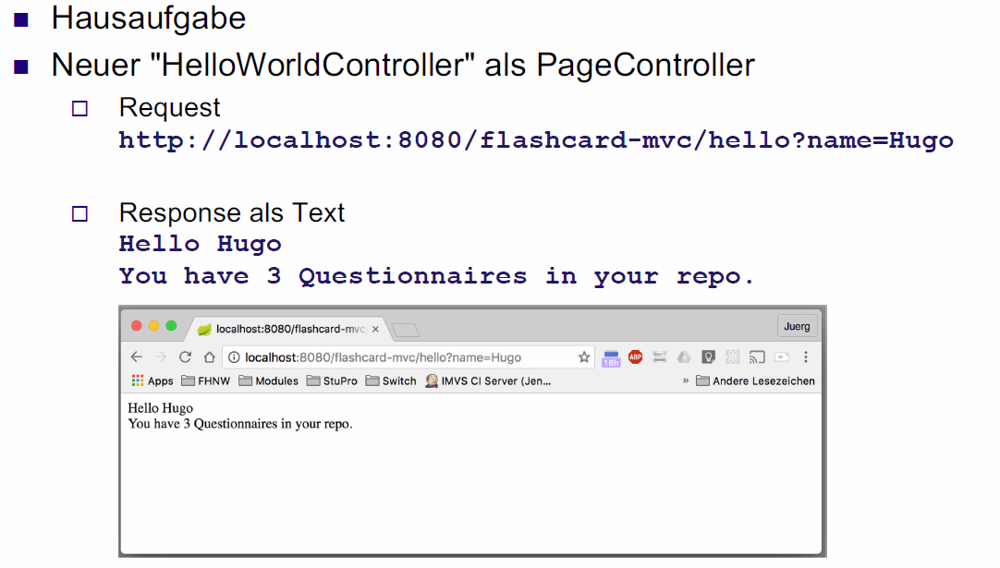 Hausaufgabe
Neuer "HelloWorldController" als PageController
Request
http://localhost:8080/flashcard-mvc/hello?name=Hugo
Response als Text
Hello Hugo
You have 3 Questionnaires in your repo.
localhost:8080/flashcard-mvc
Juerg
localhost:8080/flashcard-mvc/hello?name=Hugo
18h
ABP
Apps FHNW Modules StuPro Switch IMVS CI Server (Jen... » Andere Lesezeichen
Hello Hugo
You have 3 Questionnaires in your repo.